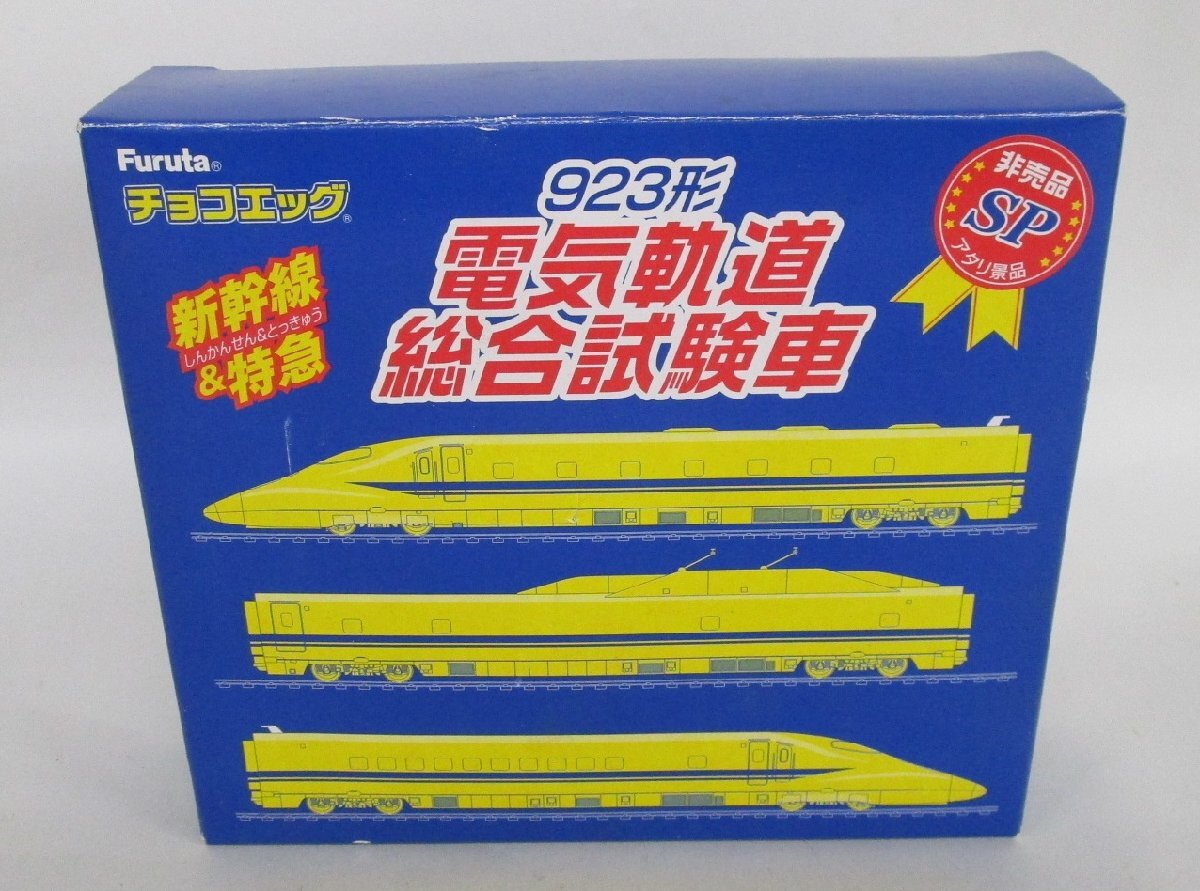 Furuta®
チョコエッグ®
新幹線
しんかんせん&とっきゅう
&特急
923形
電気軌道
総合試験車
非売品
SP
アタリ景品